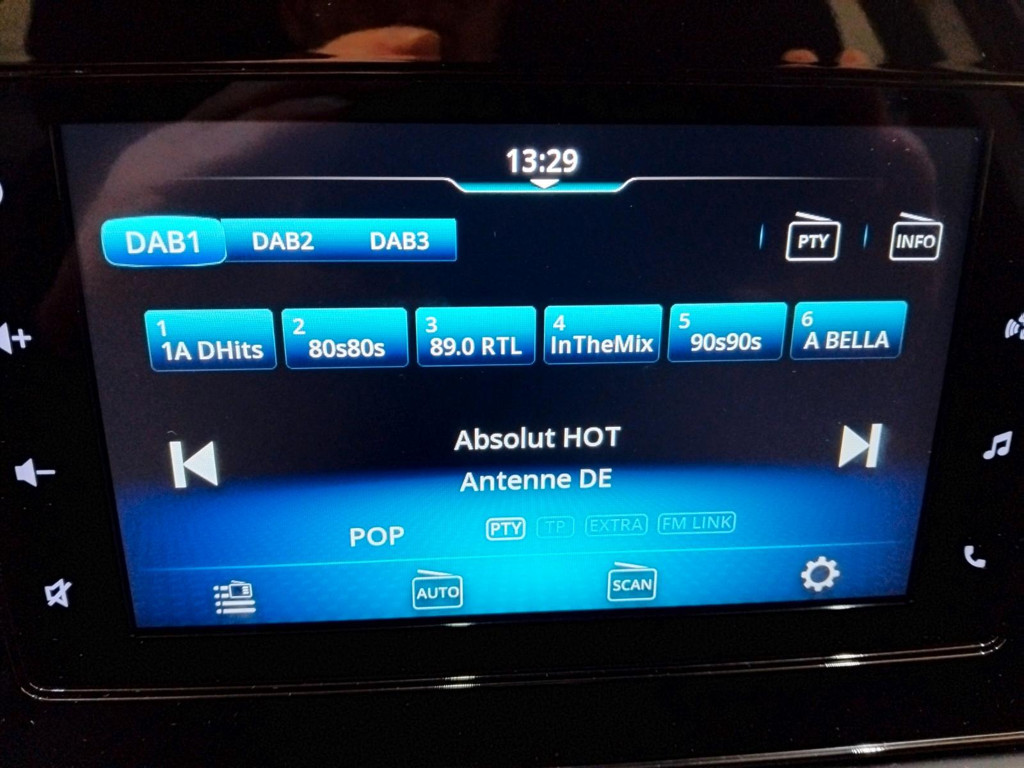 13:29
DAB1 DAB2 DAB3 PTY INFO
1 2 3 4 5 6
1A DHits 80s80s 89.0 RTL InTheMix 90s90s A BELLA
Absolut HOT
Antenne DE
POP PTY TP EXTRA FM LINK
AUTO SCAN